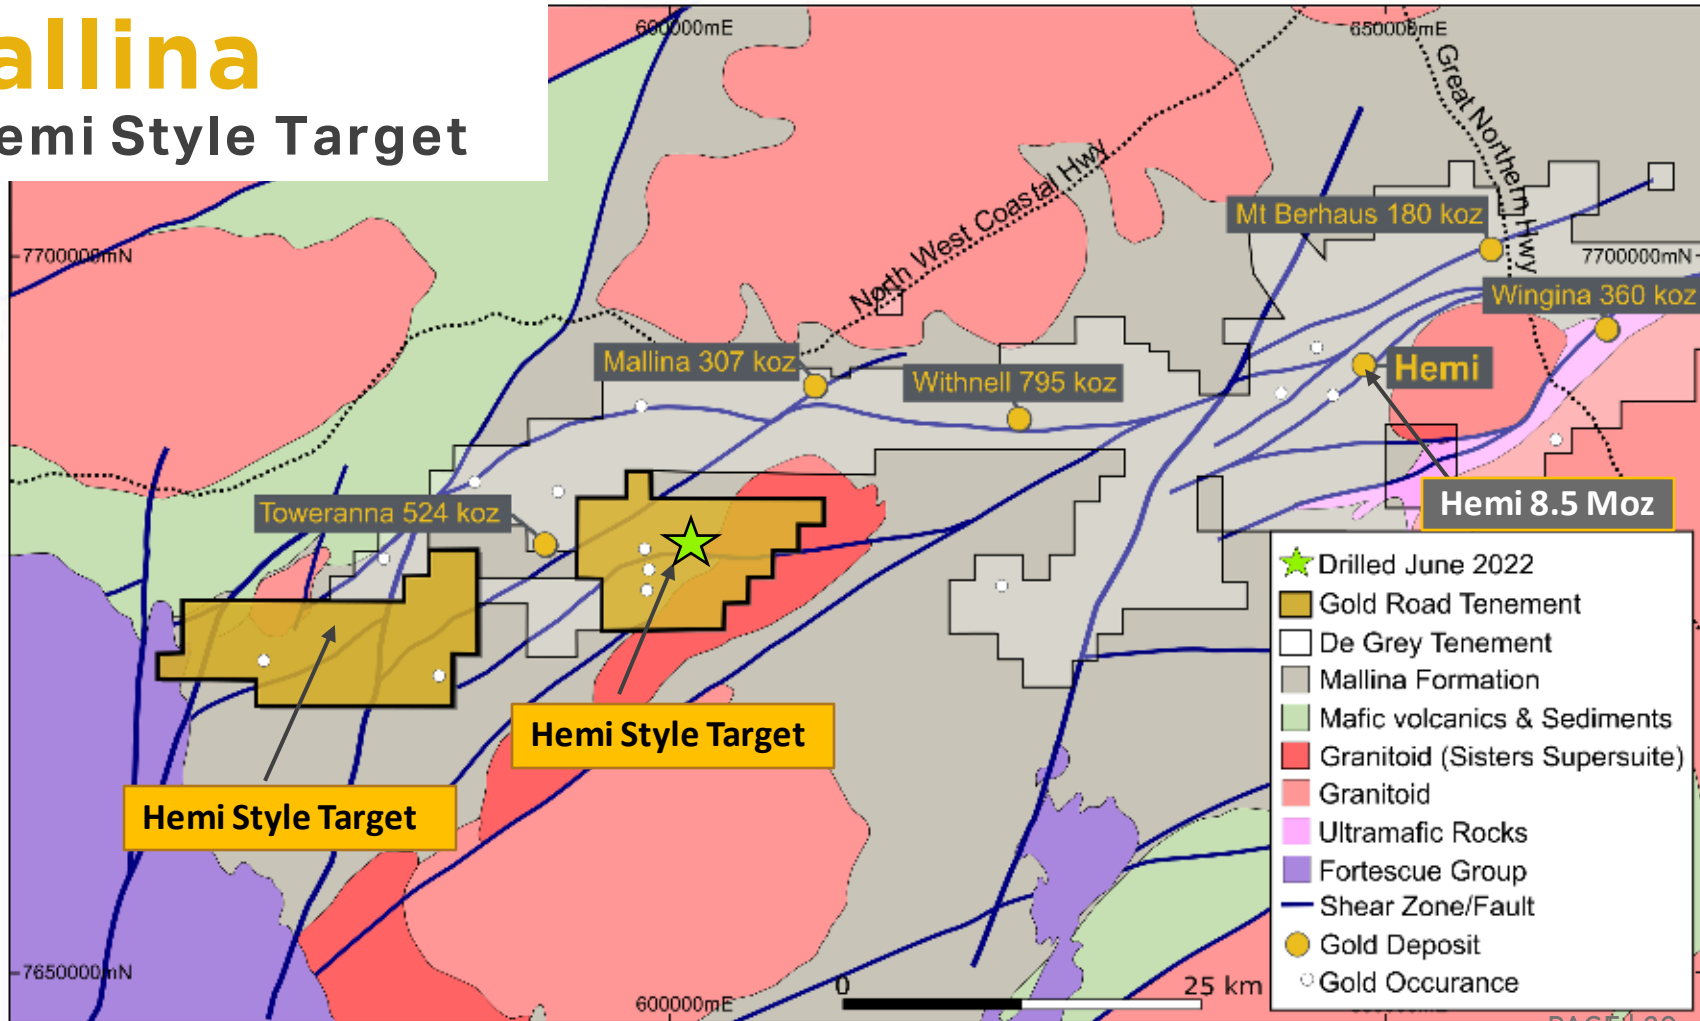 allina
emi Style Target
600000mE
650000mE
Great Northern Hwy
North West Coastal Hwy
Mt Berhaus 180 koz
7700000mN
7700000mN
Wingina 360 koz
Mallina 307 koz
Withnell 795 koz
Hemi
Toweranna 524 koz
Hemi 8.5 Moz
Hemi Style Target
Hemi Style Target
Drilled June 2022
Gold Road Tenement
De Grey Tenement
Mallina Formation
Mafic volcanics & Sediments
Granitoid (Sisters Supersuite)
Granitoid
Ultramafic Rocks
Fortescue Group
Shear Zone/Fault
Gold Deposit
Gold Occurance
7650000mN
600000mE
0
25 km